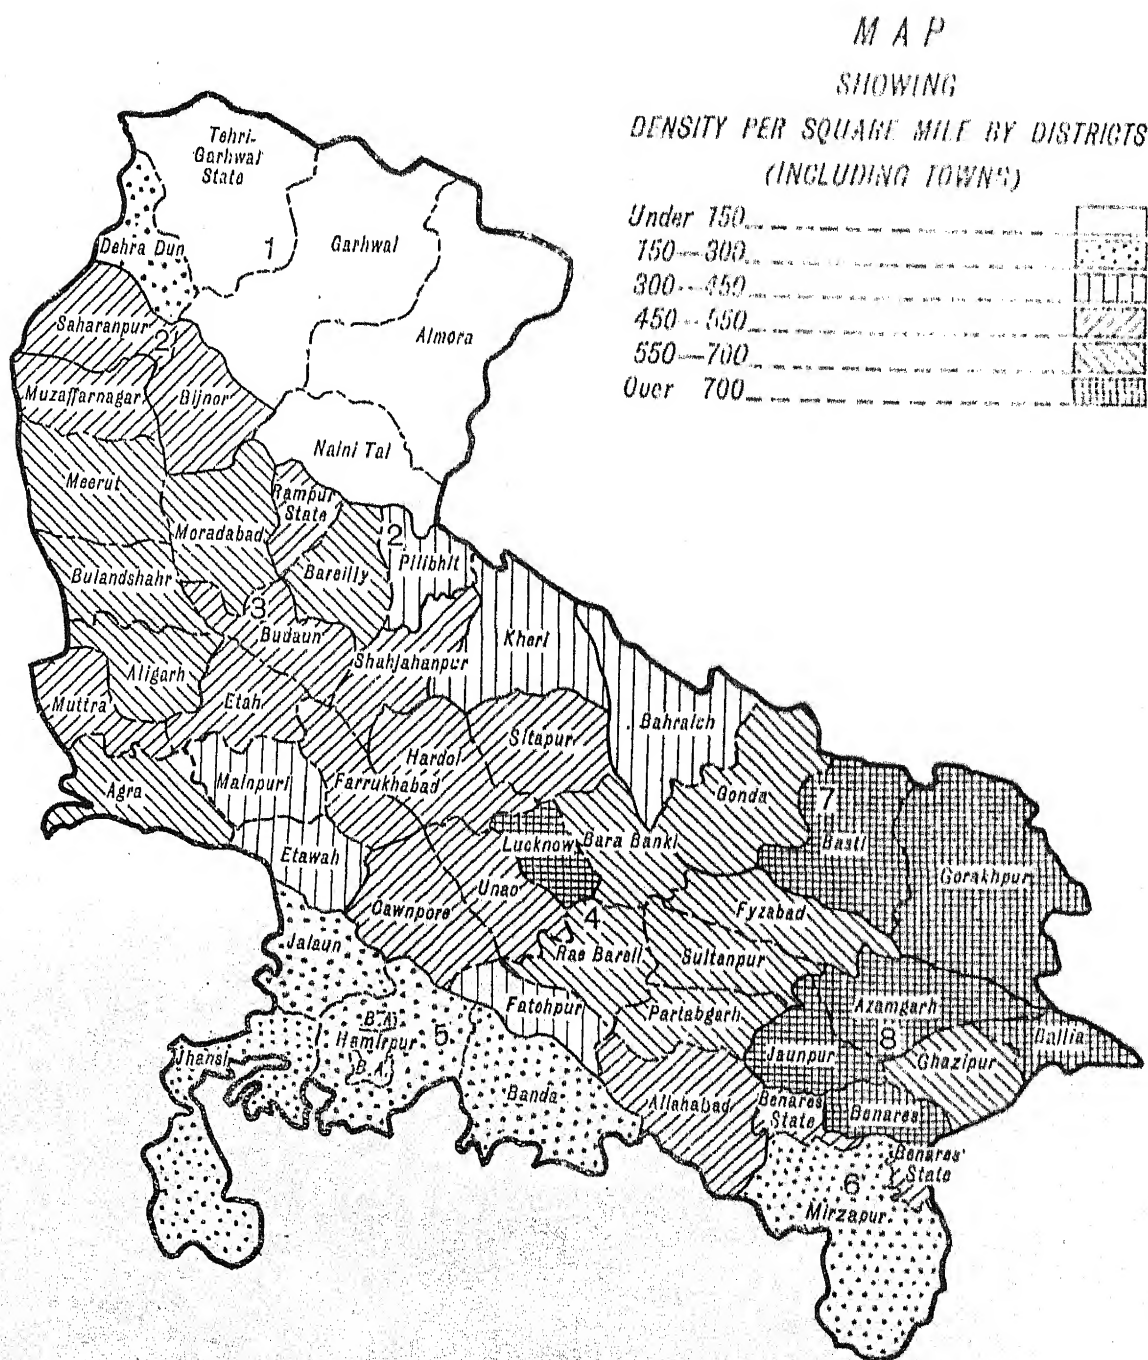 MAP
SHOWING
DENSITY PER SQUARE MILE BY DISTRICTS
(INCLUDING TOWNS)
Under 150
150—300
300—450
450—550
550—700
Over 700
Tehri-
Garhwal
State
Dehra Dun
1
Garhwal
Almora
Saharanpur
2
Muzaffarnagar
Bijnor
Naini Tal
Meerut
Rampur
State
Moradabad
2
Pilibhit
Bareilly
Bulandshahr
3
Budaun
Shahjahanpur
Kheri
Aligarh
Etah
Muttra
Bahraich
Sitapur
Hardoi
Mainpuri
Farrukhabad
Agra
Gonda
7
Basti
Lucknow
Bara Banki
Etawah
Gorakhpur
Unao
Cawnpore
4
Fyzabad
Jalaun
Rae Bareli
Sultanpur
Fatehpur
Partabgarh
Azamgarh
B.A.
Hamirpur
5
B.A.
Jhansi
8
Jaunpur
Ghazipur
Ballia
Banda
Allahabad
Benares
State
Benares
Benares
State
6
Mirzapur